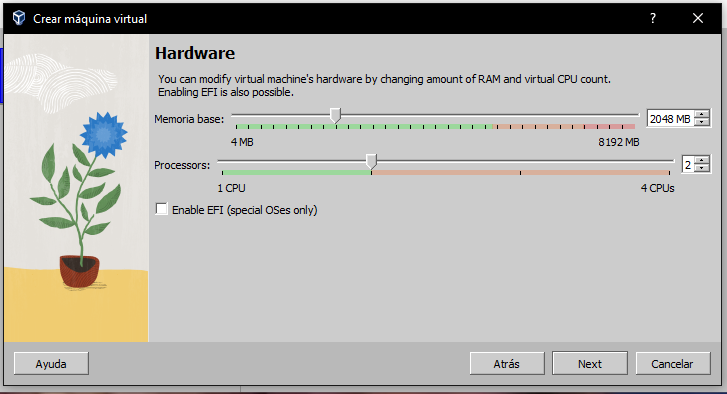 Crear máquina virtual
Hardware
You can modify virtual machine's hardware by changing amount of RAM and virtual CPU count.
Enabling EFI is also possible.
Memoria base: 2048 MB
4 MB 8192 MB
Processors: 2
1 CPU 4 CPUs
Enable EFI (special OSes only)
Ayuda Atrás Next Cancelar